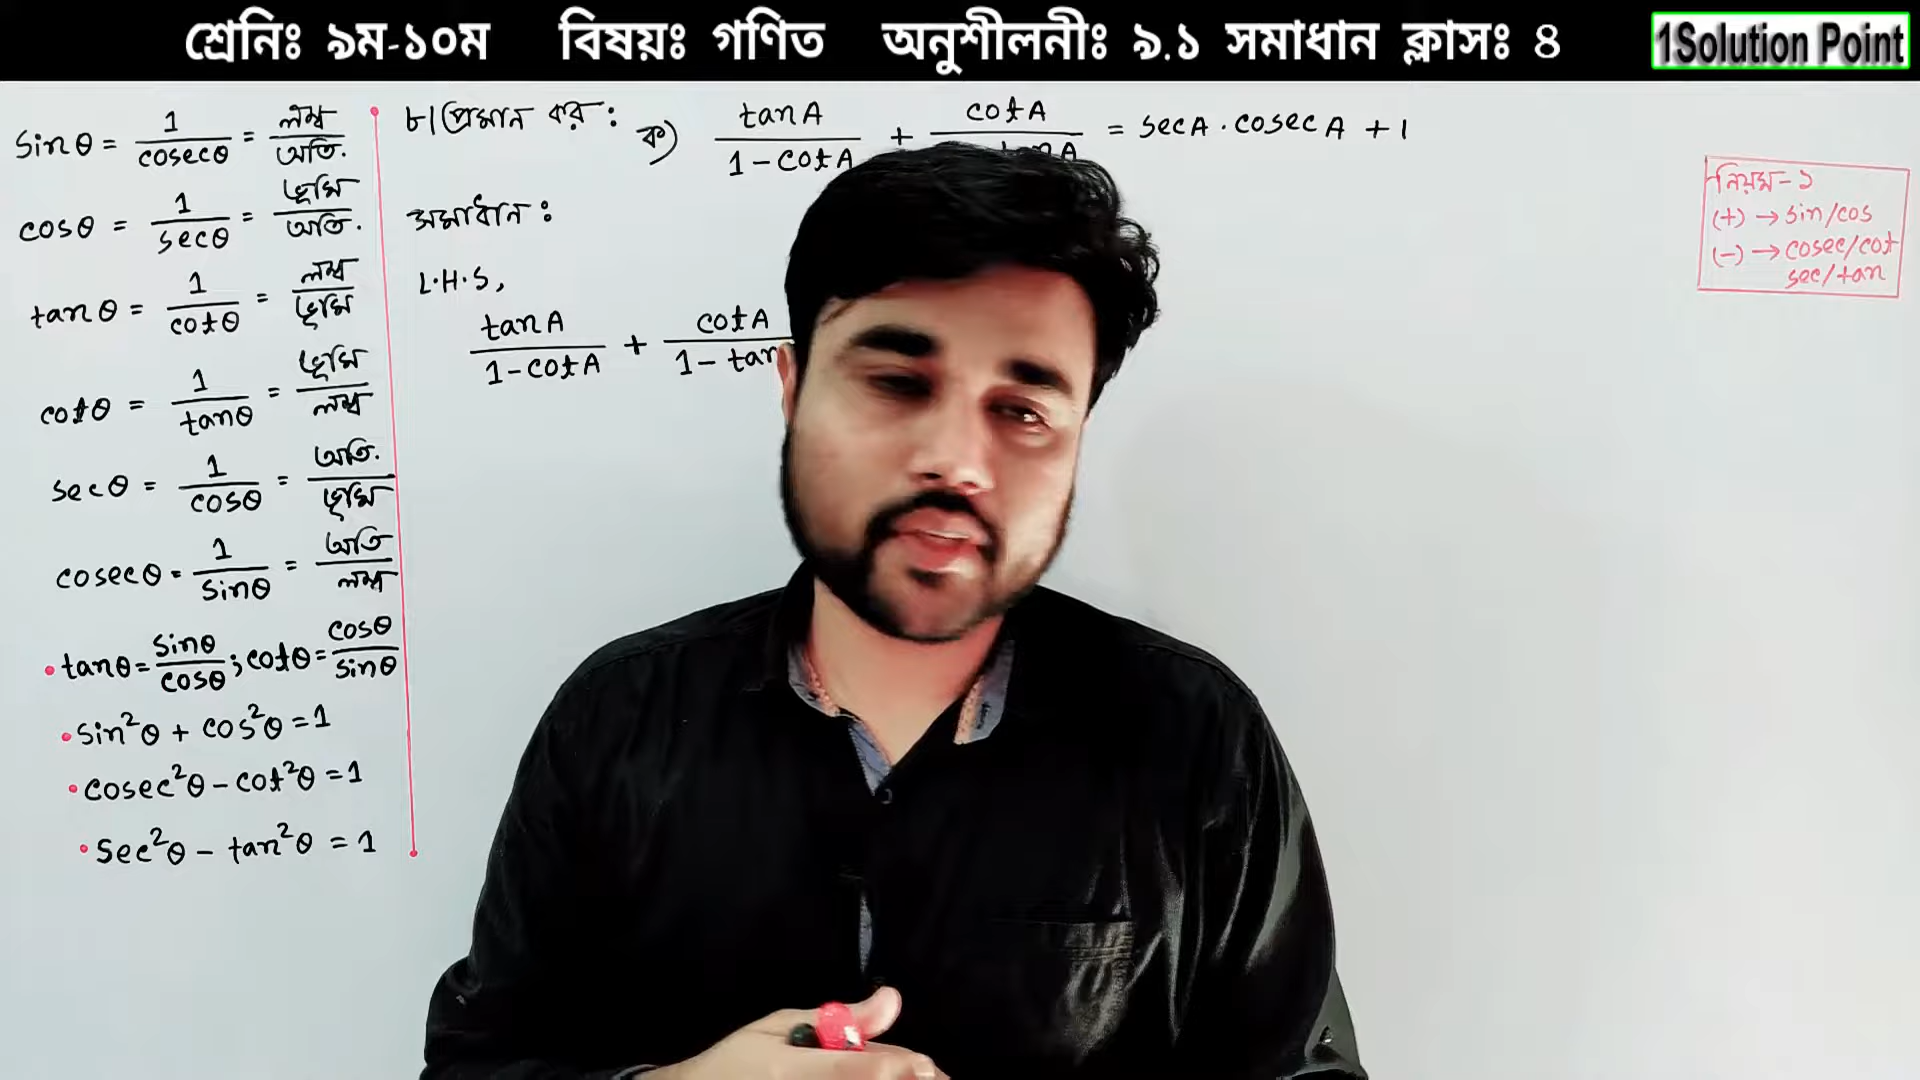 শ্রেনিঃ ৯ম-১০ম বিষয়ঃ গণিত অনুশীলনীঃ ৯.১ সমাধান ক্লাসঃ 8
1Solution Point
sinθ = 1/cosecθ = লম্ব/অতি.
cosθ = 1/secθ = ভূমি/অতি.
tanθ = 1/cotθ = লম্ব/ভূমি
cotθ = 1/tanθ = ভূমি/লম্ব
secθ = 1/cosθ = অতি./ভূমি
cosecθ = 1/sinθ = অতি/লম্ব
• tanθ = sinθ/cosθ ; cotθ = cosθ/sinθ
• sin²θ + cos²θ = 1
• cosec²θ - cot²θ = 1
• sec²θ - tan²θ = 1
৮। প্রমান কর : ক) tanA/(1-cotA) + cotA/tanA = secA . cosecA + 1
সমাধান :
L.H.S,
tanA/(1-cotA) + cotA/(1-tan
নিয়ম-১
(+) → sin/cos
(-) → cosec/cot
sec/tan